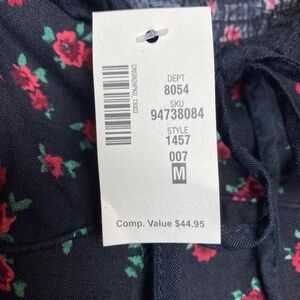 DEPT
8054
SKU
94738084
STYLE
1457
007
M
Comp. Value $44.95